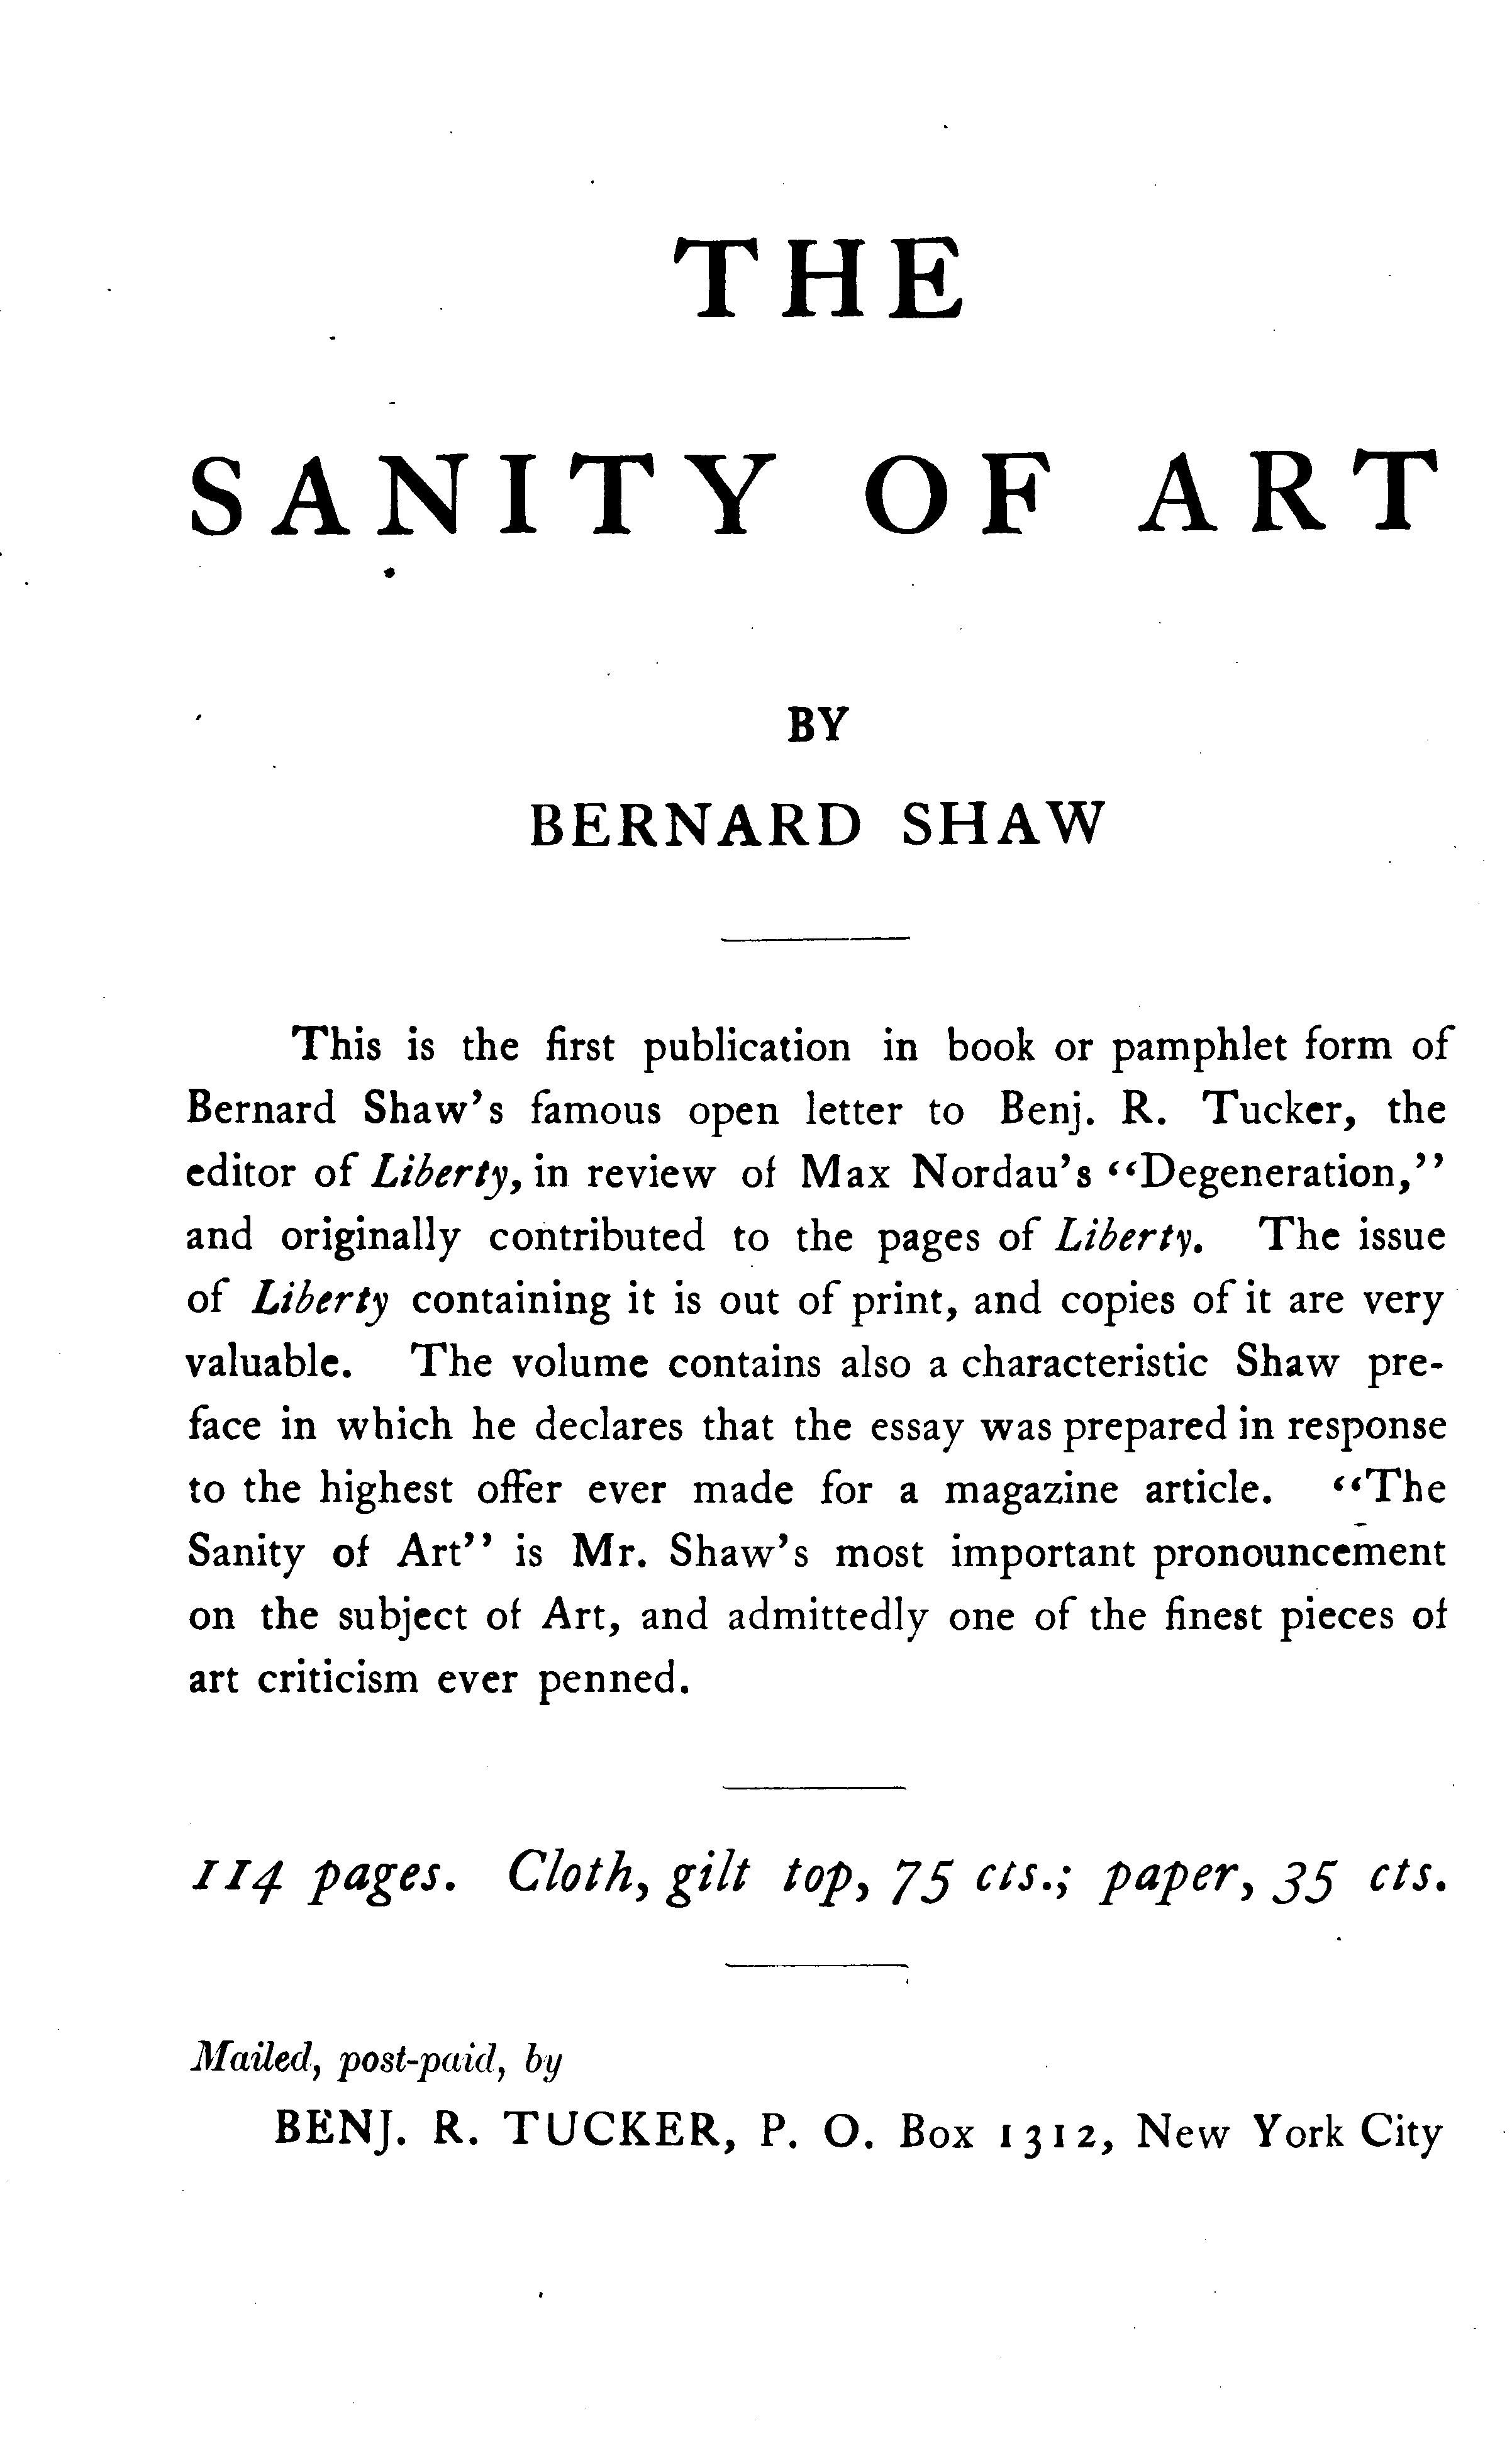 THE
SANITY OF ART
BY
BERNARD SHAW
This is the first publication in book or pamphlet form of
Bernard Shaw's famous open letter to Benj. R. Tucker, the
editor of Liberty, in review of Max Nordau's "Degeneration,"
and originally contributed to the pages of Liberty. The issue
of Liberty containing it is out of print, and copies of it are very
valuable. The volume contains also a characteristic Shaw pre-
face in which he declares that the essay was prepared in response
to the highest offer ever made for a magazine article. "The
Sanity of Art" is Mr. Shaw's most important pronouncement
on the subject of Art, and admittedly one of the finest pieces of
art criticism ever penned.
114 pages. Cloth, gilt top, 75 cts.; paper, 35 cts.
Mailed, post-paid, by
BENJ. R. TUCKER, P. O. Box 1312, New York City